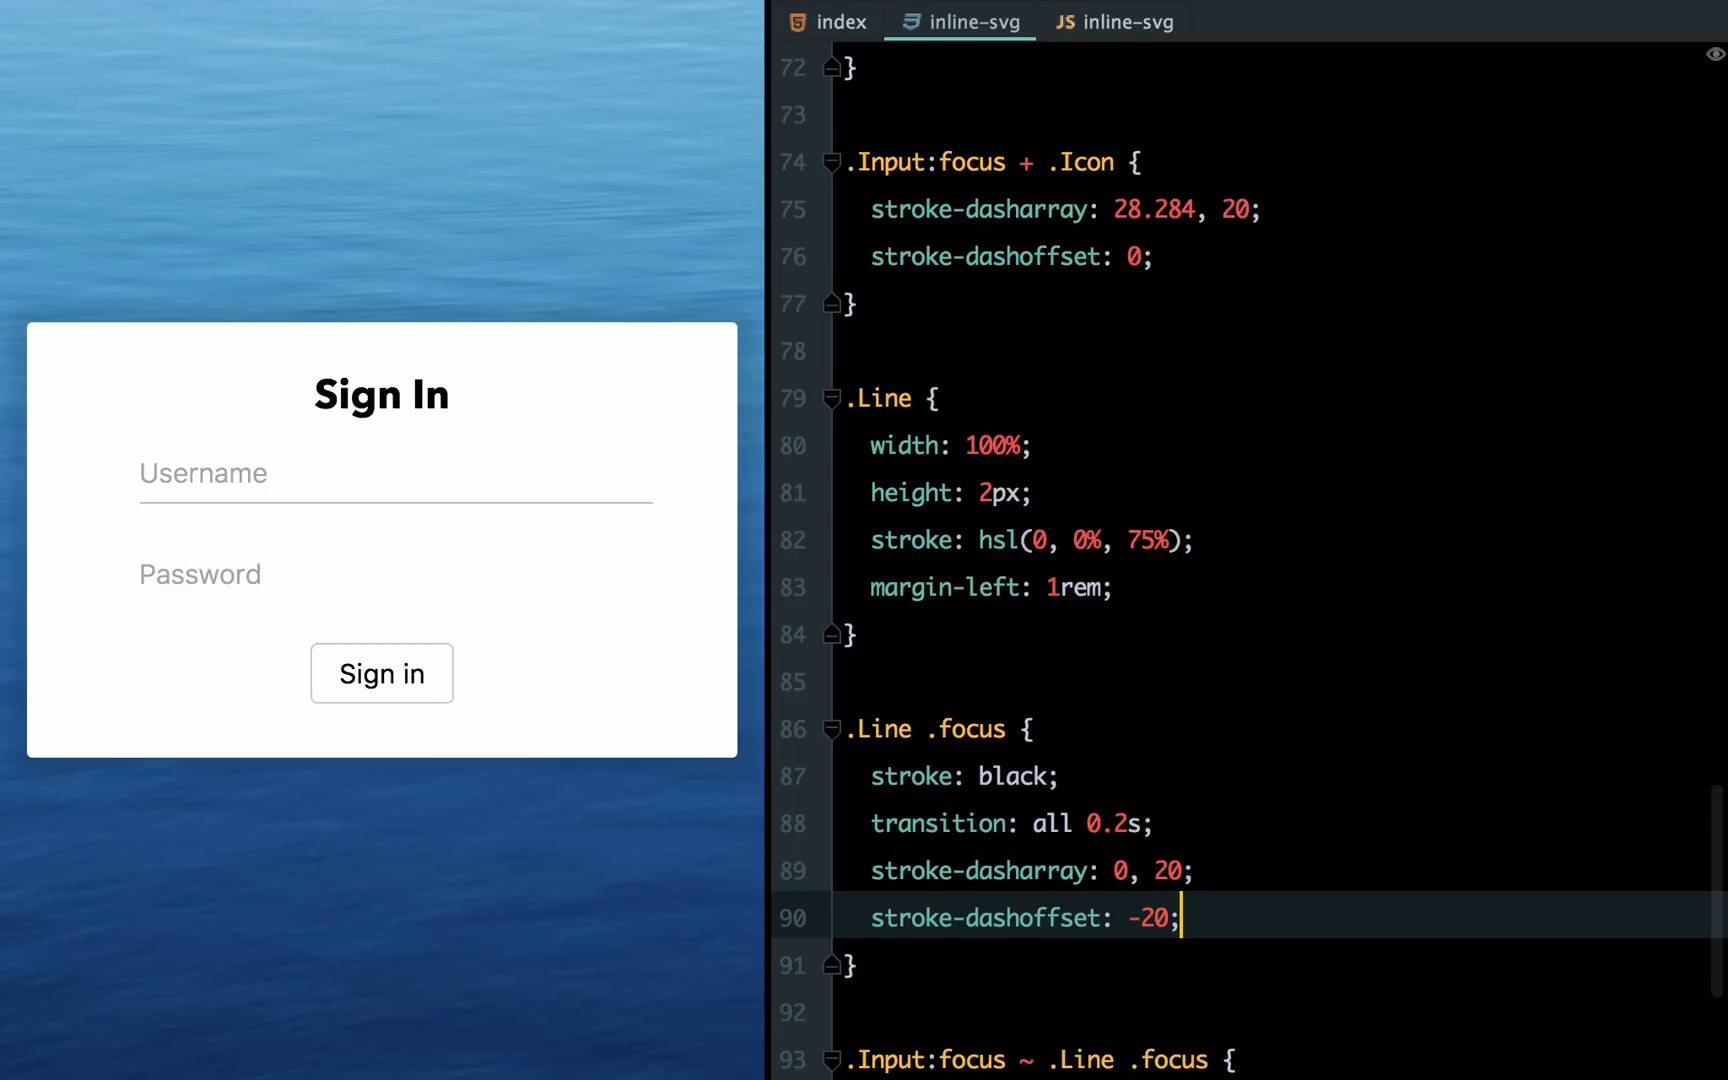 Sign In
Username
Password
Sign in
index
inline-svg
JS inline-svg
72 }
73
74 .Input:focus + .Icon {
75 stroke-dasharray: 28.284, 20;
76 stroke-dashoffset: 0;
77 }
78
79 .Line {
80 width: 100%;
81 height: 2px;
82 stroke: hsl(0, 0%, 75%);
83 margin-left: 1rem;
84 }
85
86 .Line .focus {
87 stroke: black;
88 transition: all 0.2s;
89 stroke-dasharray: 0, 20;
90 stroke-dashoffset: -20;
91 }
92
93 .Input:focus ~ .Line .focus {